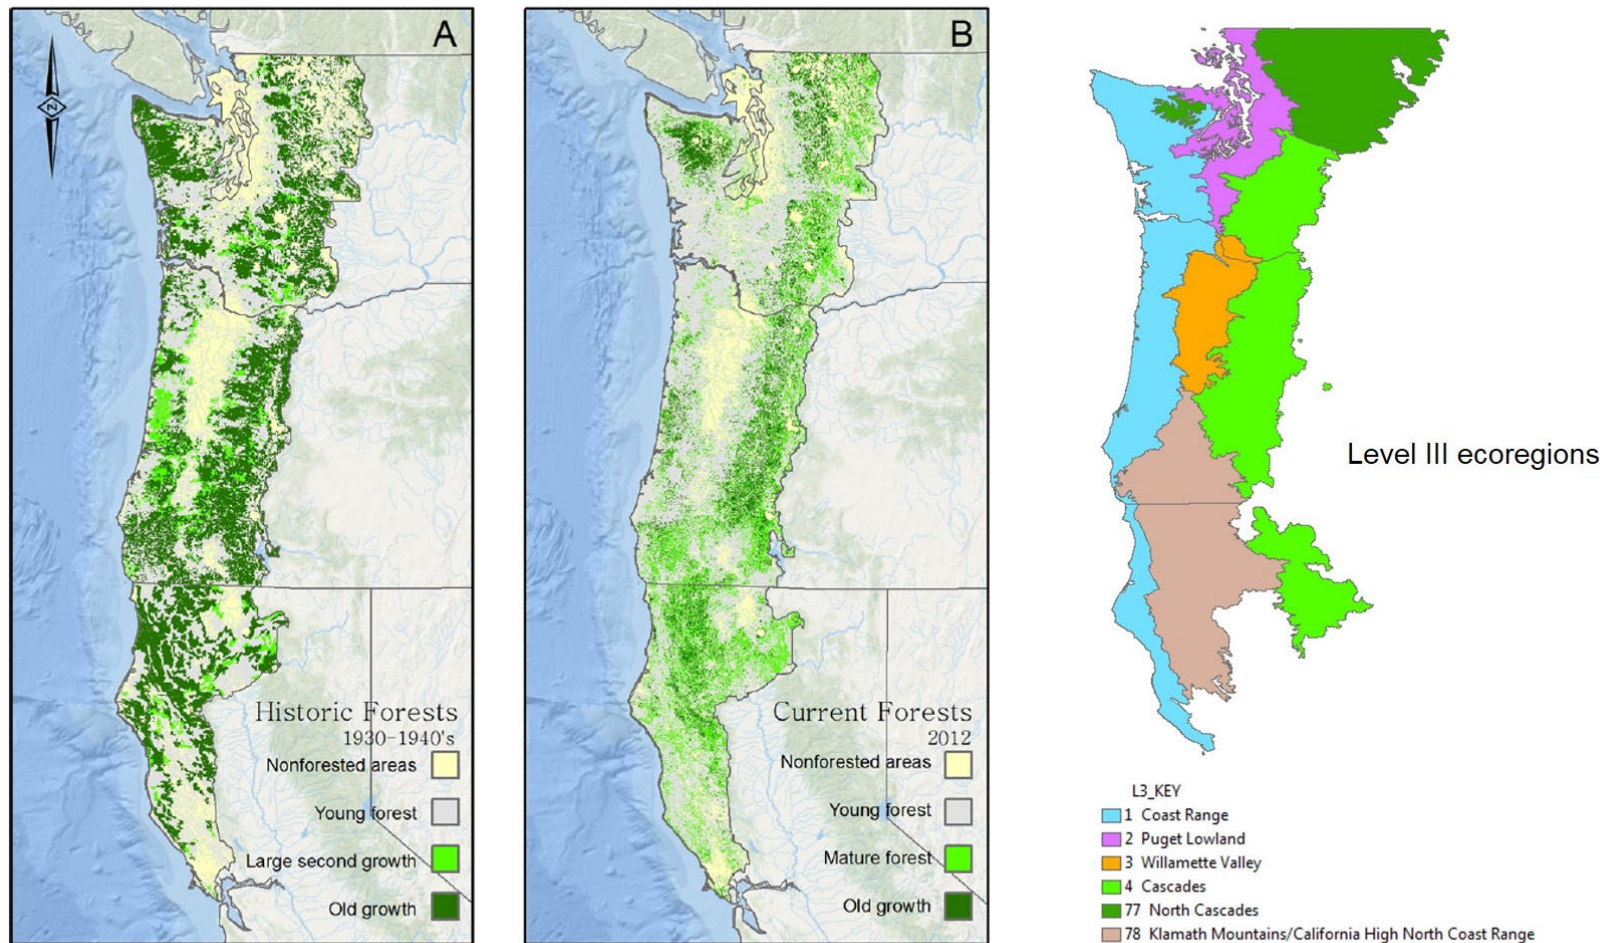 A
N
Historic Forests
1930-1940's
Nonforested areas
Young forest
Large second growth
Old growth
B
Current Forests
2012
Nonforested areas
Young forest
Mature forest
Old growth
Level III ecoregions
L3_KEY
1 Coast Range
2 Puget Lowland
3 Willamette Valley
4 Cascades
77 North Cascades
78 Klamath Mountains/California High North Coast Range